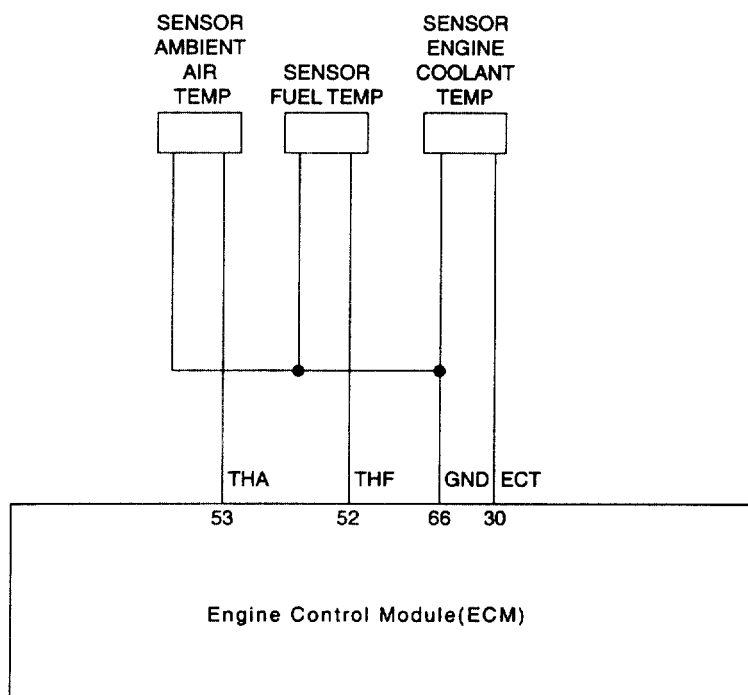 SENSOR
AMBIENT
AIR
TEMP
SENSOR
FUEL TEMP
SENSOR
ENGINE
COOLANT
TEMP
THA
THF
GND
ECT
53
52
66
30
Engine Control Module(ECM)